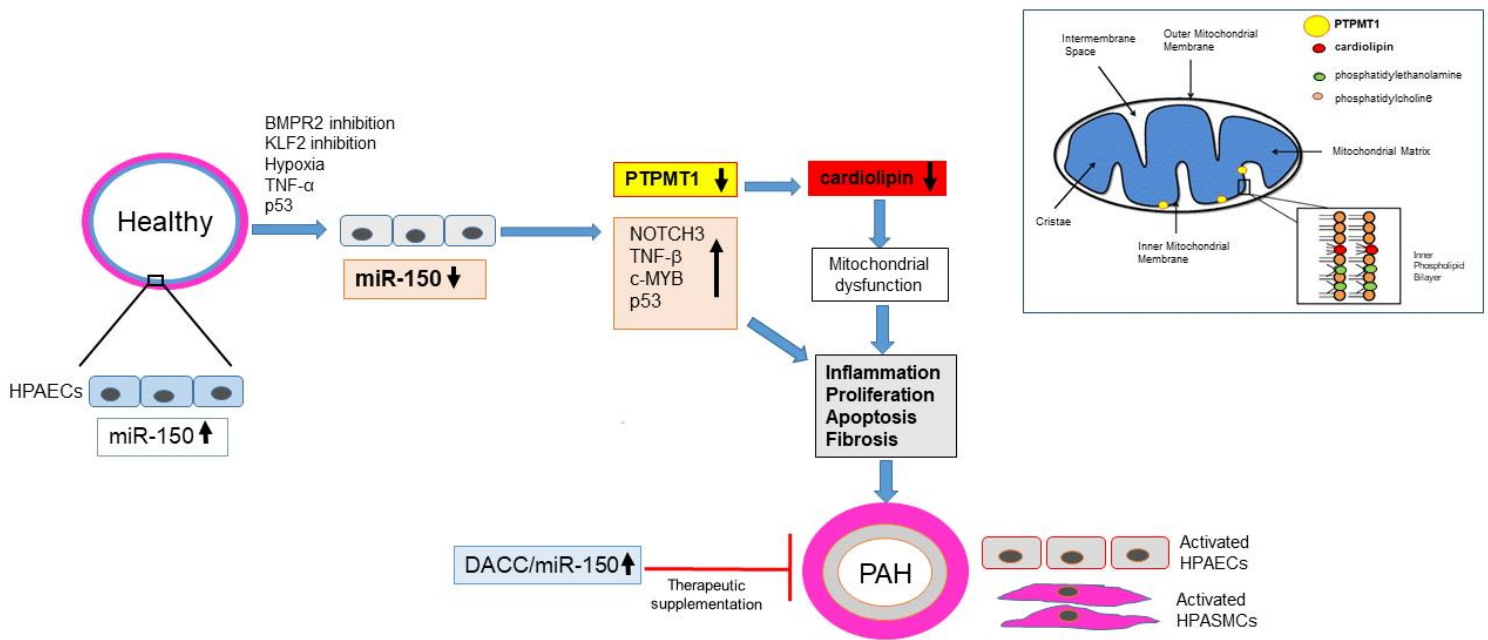 BMPR2 inhibition
KLF2 inhibition
Hypoxia
TNF-α
p53
Healthy
HPAECs
miR-150
miR-150
PTPMT1
cardiolipin
NOTCH3
TNF-β
c-MYB
p53
Mitochondrial
dysfunction
Inflammation
Proliferation
Apoptosis
Fibrosis
DACC/miR-150
Therapeutic
supplementation
PAH
Activated
HPAECs
Activated
HPASMCs
Intermembrane
Space
Outer Mitochondrial
Membrane
PTPMT1
cardiolipin
phosphatidylethanolamine
phosphatidylcholine
Mitochondrial Matrix
Cristae
Inner Mitochondrial
Membrane
Inner
Phospholipid
Bilayer